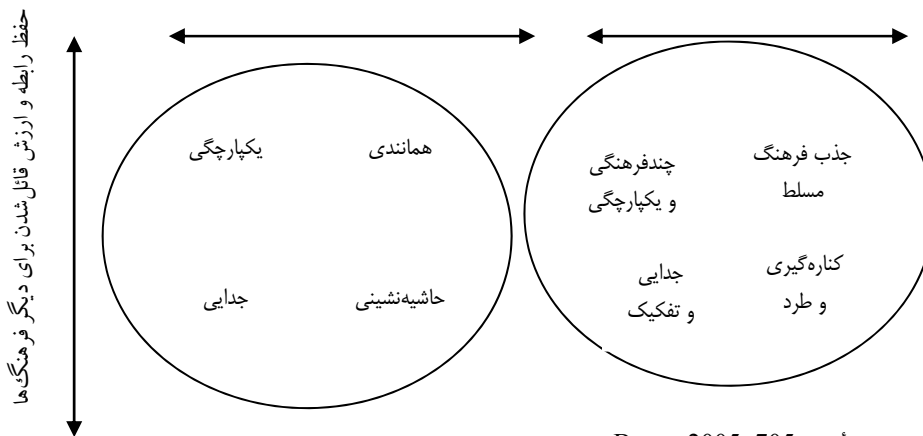 حفظ رابطه و ارزش قائل‌شدن برای دیگر فرهنگ‌ها
جذب فرهنگ
مسلط
چندفرهنگی
و یکپارچگی
کناره‌گیری
و طرد
جدایی
و تفکیک
همانندی
یکپارچگی
حاشیه‌نشینی
جدایی